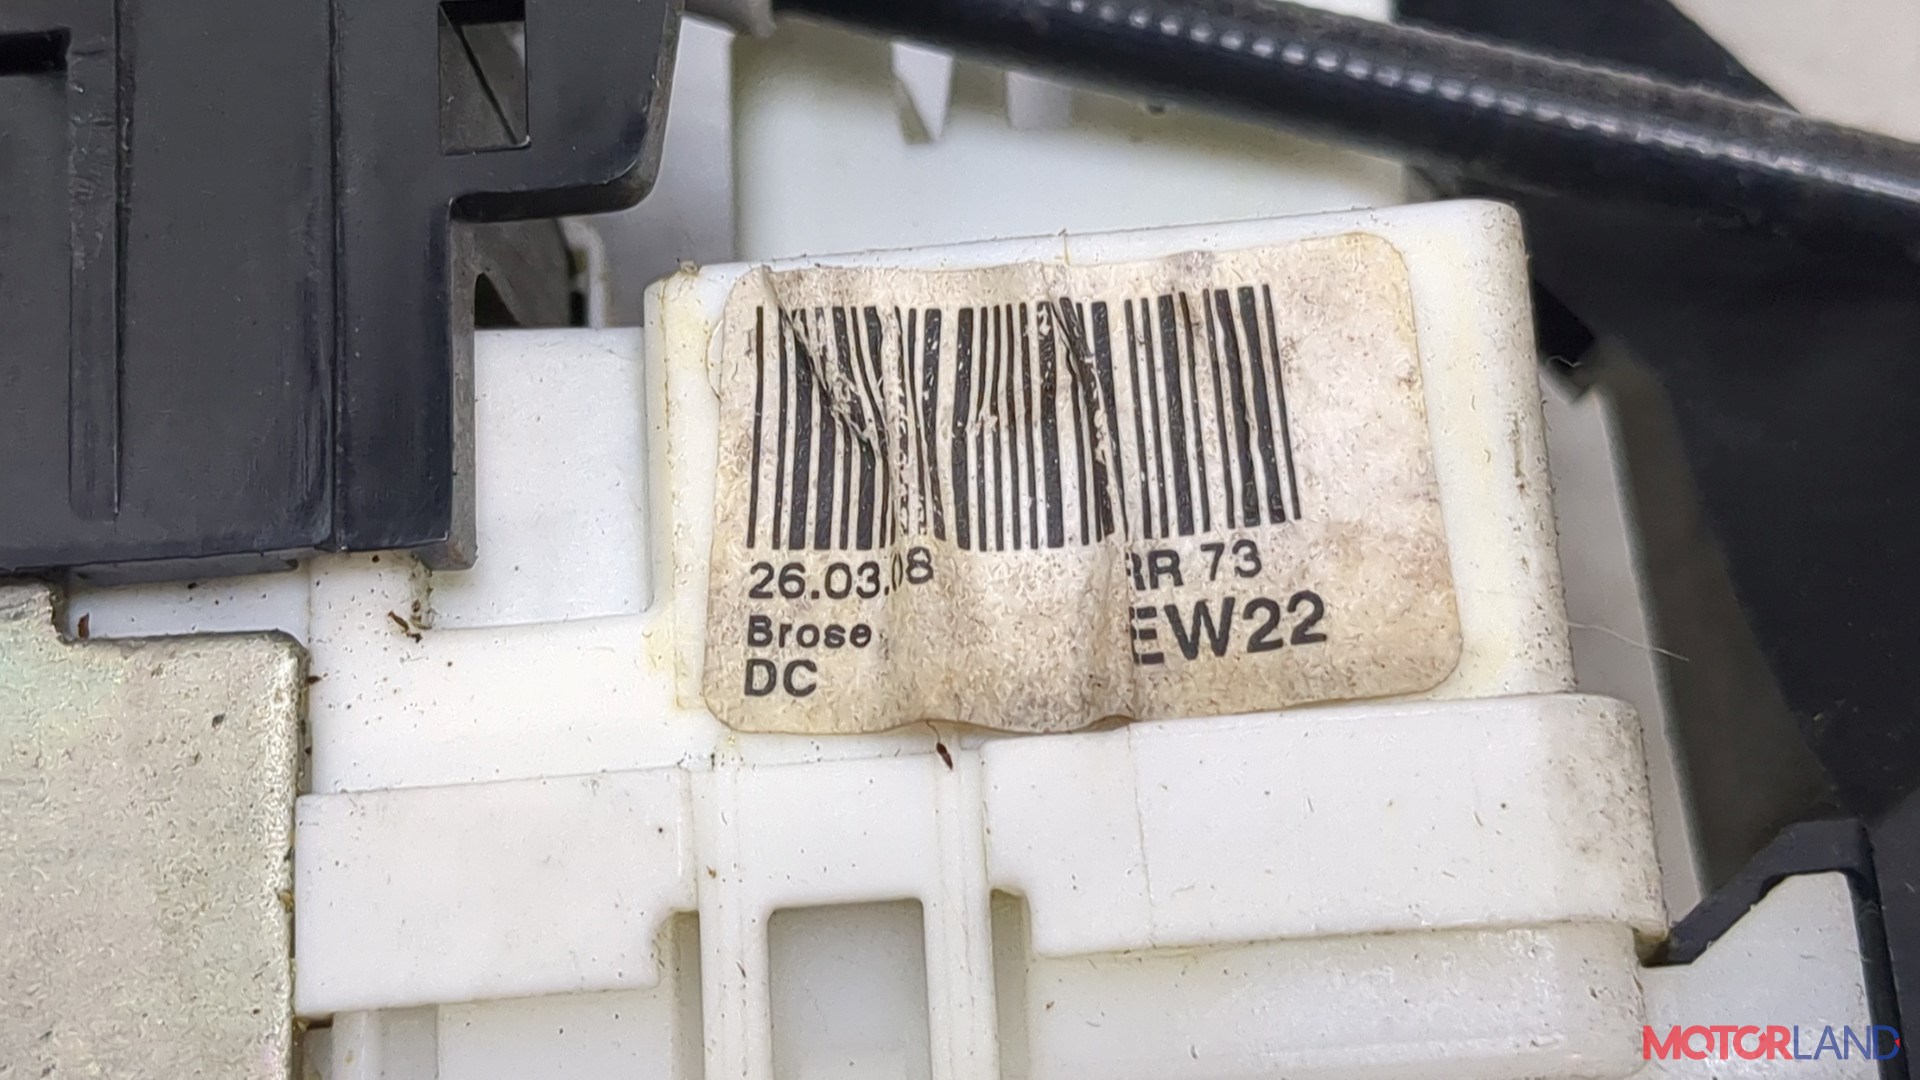 26.03.08
RR 73
Brose
EW22
DC
MOTORLAND